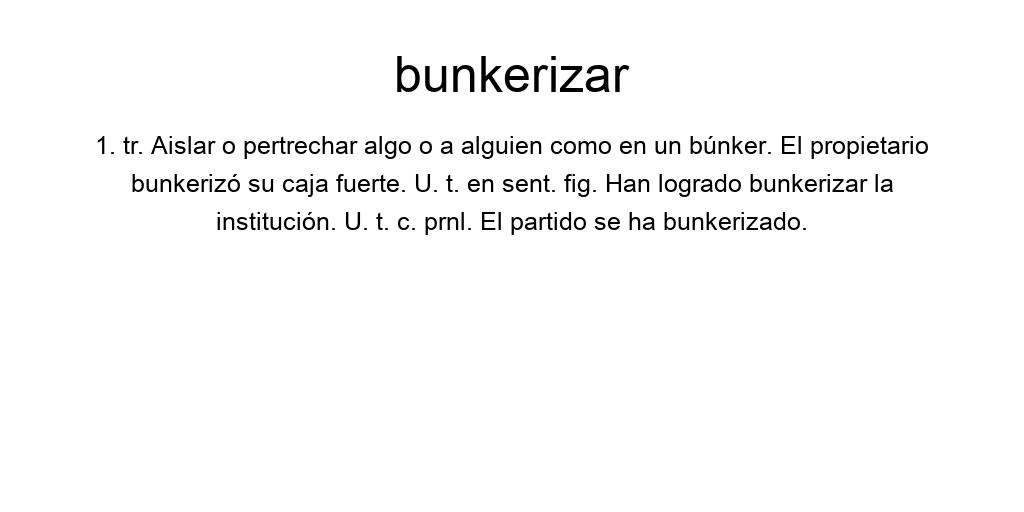 bunkerizar
1. tr. Aislar o pertrechar algo o a alguien como en un búnker. El propietario
bunkerizó su caja fuerte. U. t. en sent. fig. Han logrado bunkerizar la
institución. U. t. c. prnl. El partido se ha bunkerizado.